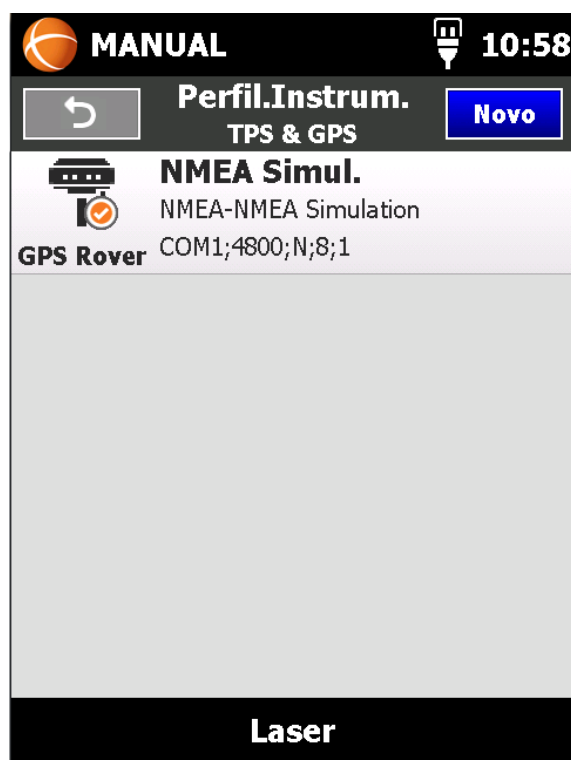 MANUAL
10:58
Perfil.Instrum.
TPS & GPS
Novo
NMEA Simul.
NMEA-NMEA Simulation
GPS Rover
COM1;4800;N;8;1
Laser